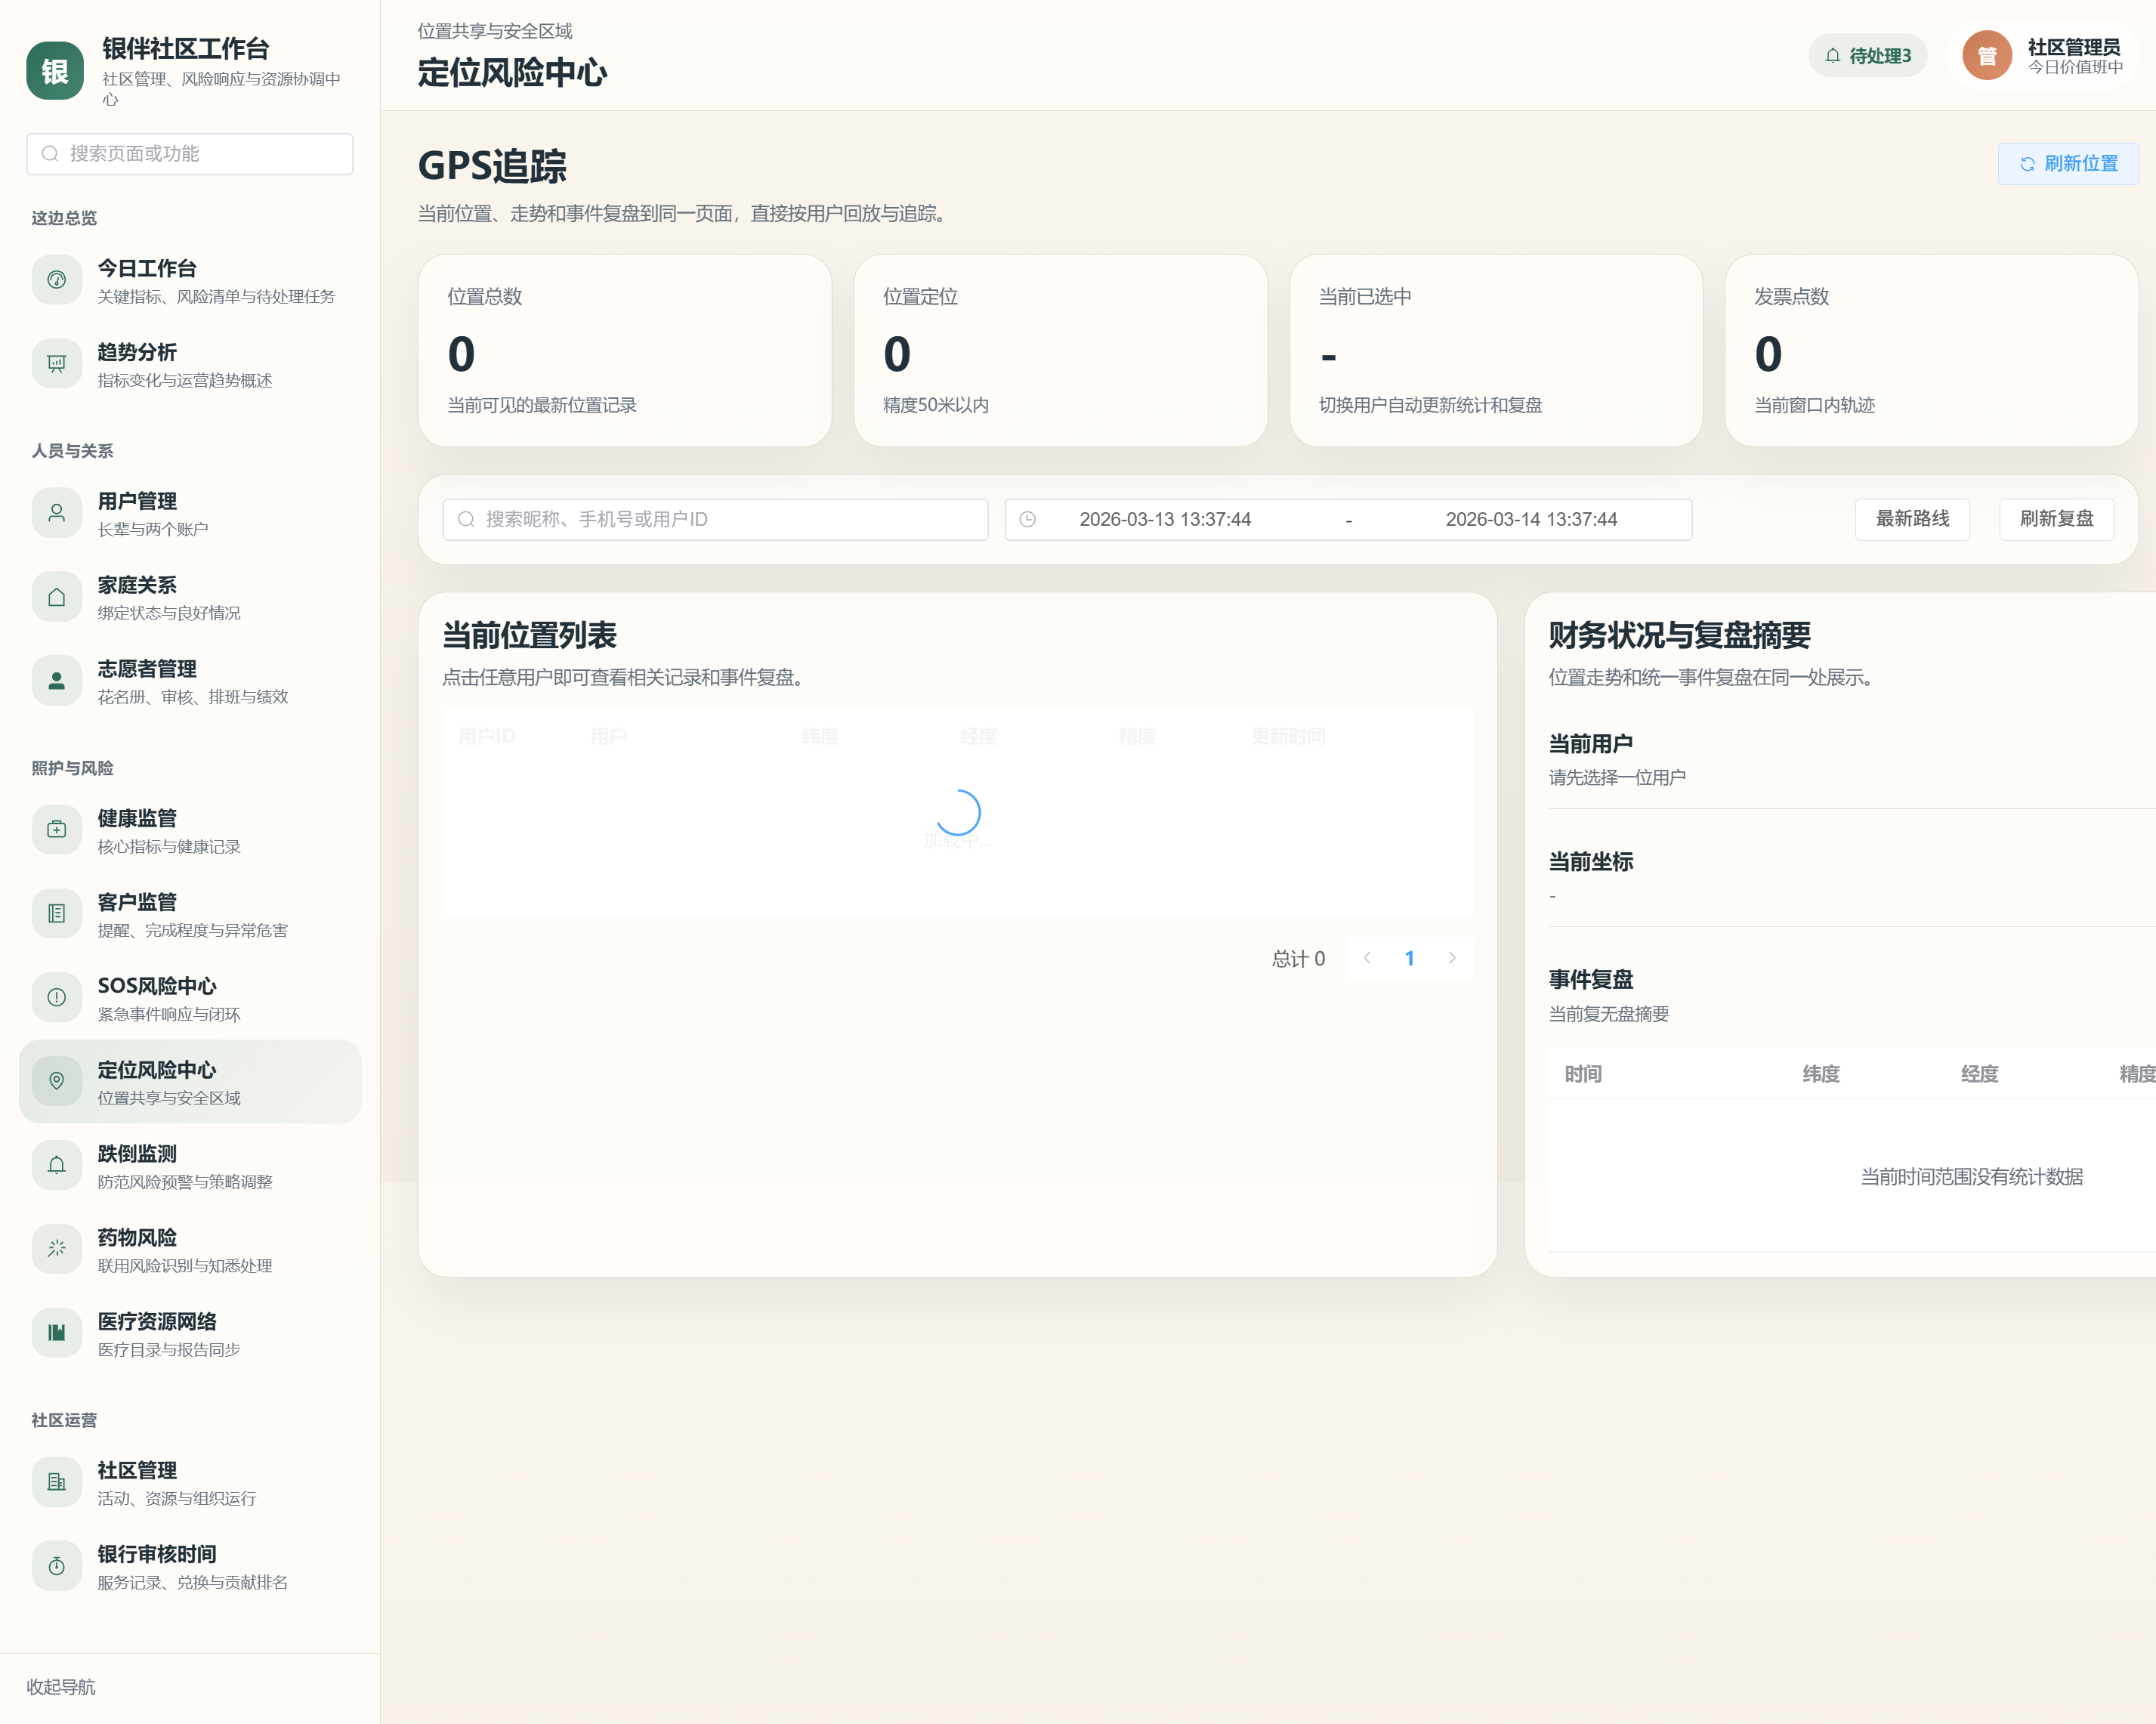 银
银伴社区工作台
社区管理、风险响应与资源协调中
心
搜索页面或功能
这边总览
今日工作台
关键指标、风险清单与待处理任务
趋势分析
指标变化与运营趋势概述
人员与关系
用户管理
长辈与两个账户
家庭关系
绑定状态与良好情况
志愿者管理
花名册、审核、排班与绩效
照护与风险
健康监管
核心指标与健康记录
客户监管
提醒、完成程度与异常危害
SOS风险中心
紧急事件响应与闭环
定位风险中心
位置共享与安全区域
跌倒监测
防范风险预警与策略调整
药物风险
联用风险识别与知悉处理
医疗资源网络
医疗目录与报告同步
社区运营
社区管理
活动、资源与组织运行
银行审核时间
服务记录、兑换与贡献排名
收起导航
位置共享与安全区域
定位风险中心
待处理3
管
社区管理员
今日价值班中
GPS追踪
当前位置、走势和事件复盘到同一页面，直接按用户回放与追踪。
刷新位置
位置总数
0
当前可见的最新位置记录
位置定位
0
精度50米以内
当前已选中
-
切换用户自动更新统计和复盘
发票点数
0
当前窗口内轨迹
搜索昵称、手机号或用户ID
2026-03-13 13:37:44 - 2026-03-14 13:37:44
最新路线
刷新复盘
当前位置列表
点击任意用户即可查看相关记录和事件复盘。
用户ID 用户 纬度 经度 精度 更新时间
加载中...
总计 0
1
财务状况与复盘摘要
位置走势和统一事件复盘在同一处展示。
当前用户
请先选择一位用户
当前坐标
-
事件复盘
当前复无盘摘要
时间 纬度 经度 精度
当前时间范围没有统计数据